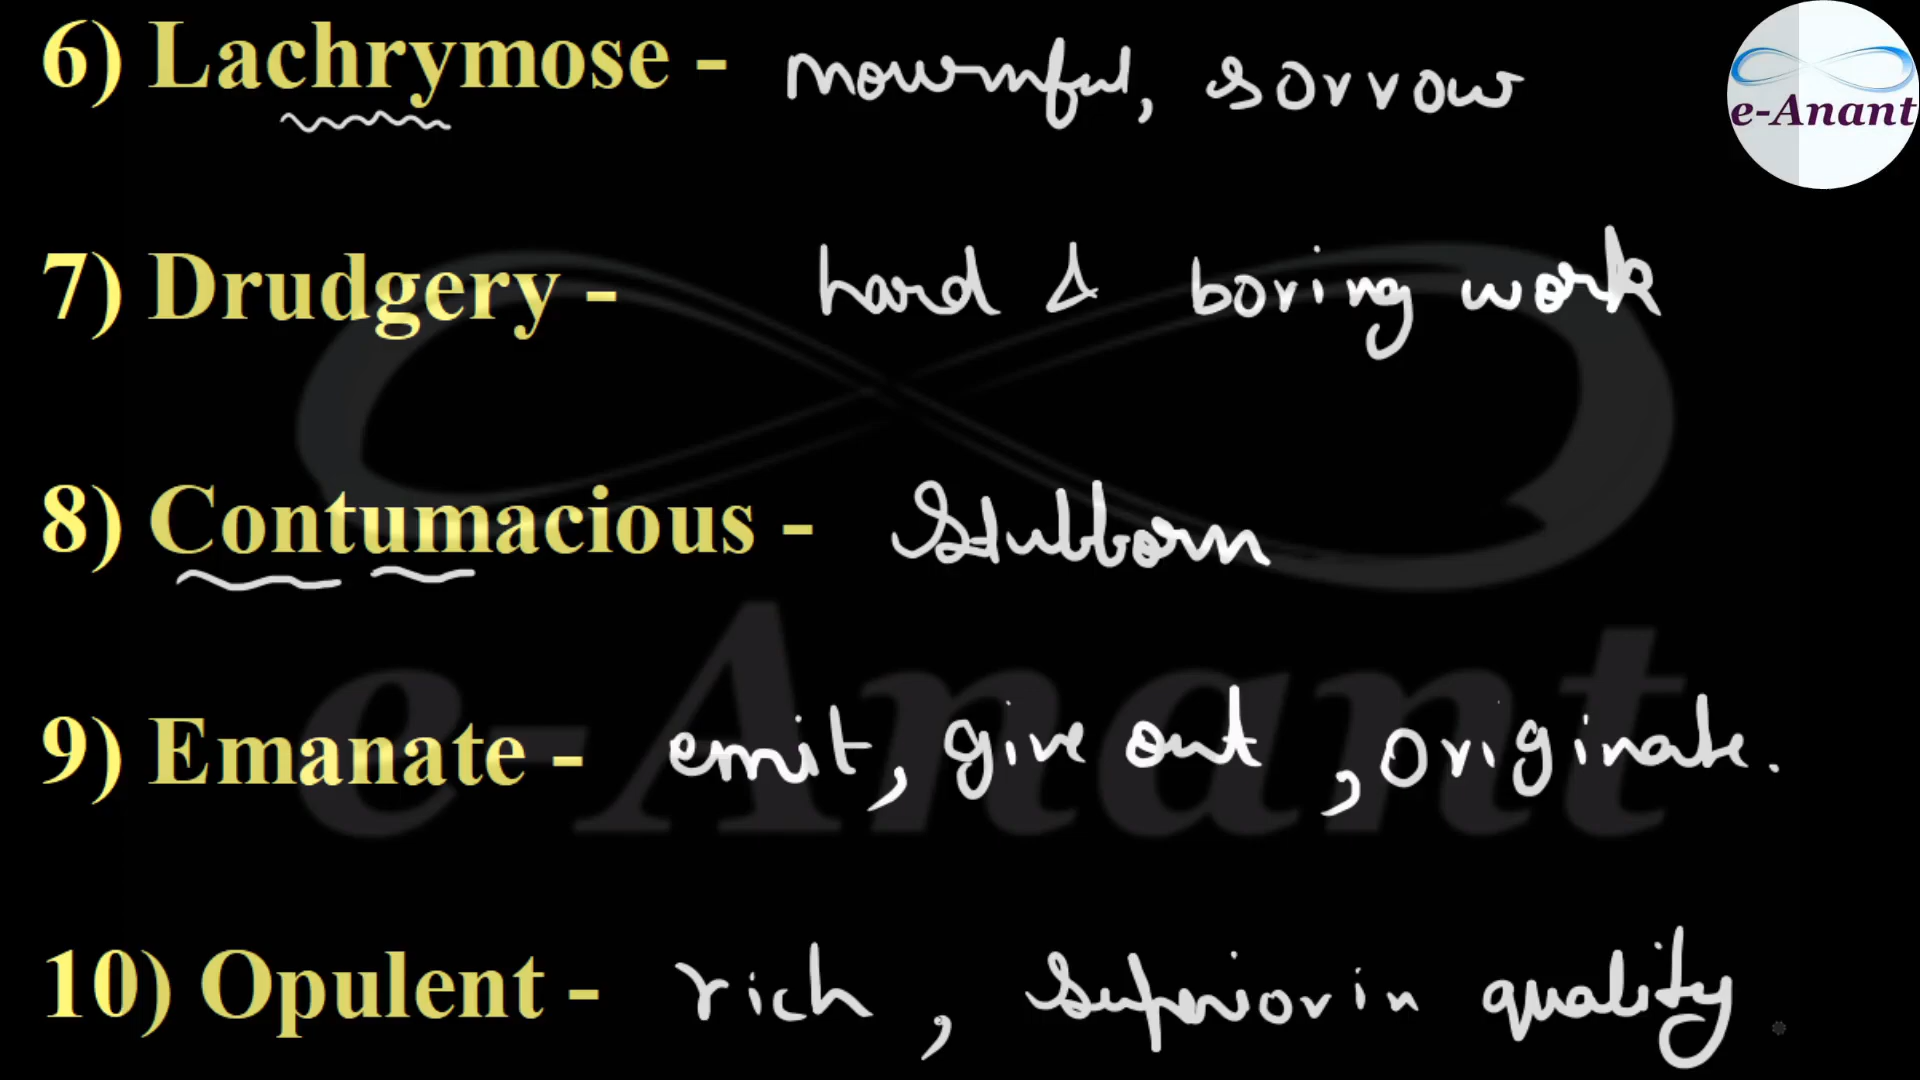 6) Lachrymose - mournful, sorrow
e-Anant
7) Drudgery - hard & boring work
8) Contumacious - Stubborn
9) Emanate - emit, give out, originate.
e-Anant
10) Opulent - rich, Superior in quality